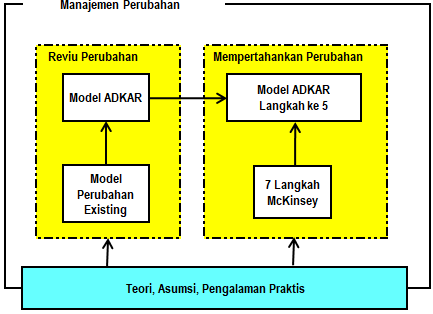 Manajemen Perubahan
Reviu Perubahan
Mempertahankan Perubahan
Model ADKAR
Model ADKAR
Langkah ke 5
Model
Perubahan
Existing
7 Langkah
McKinsey
Teori, Asumsi, Pengalaman Praktis